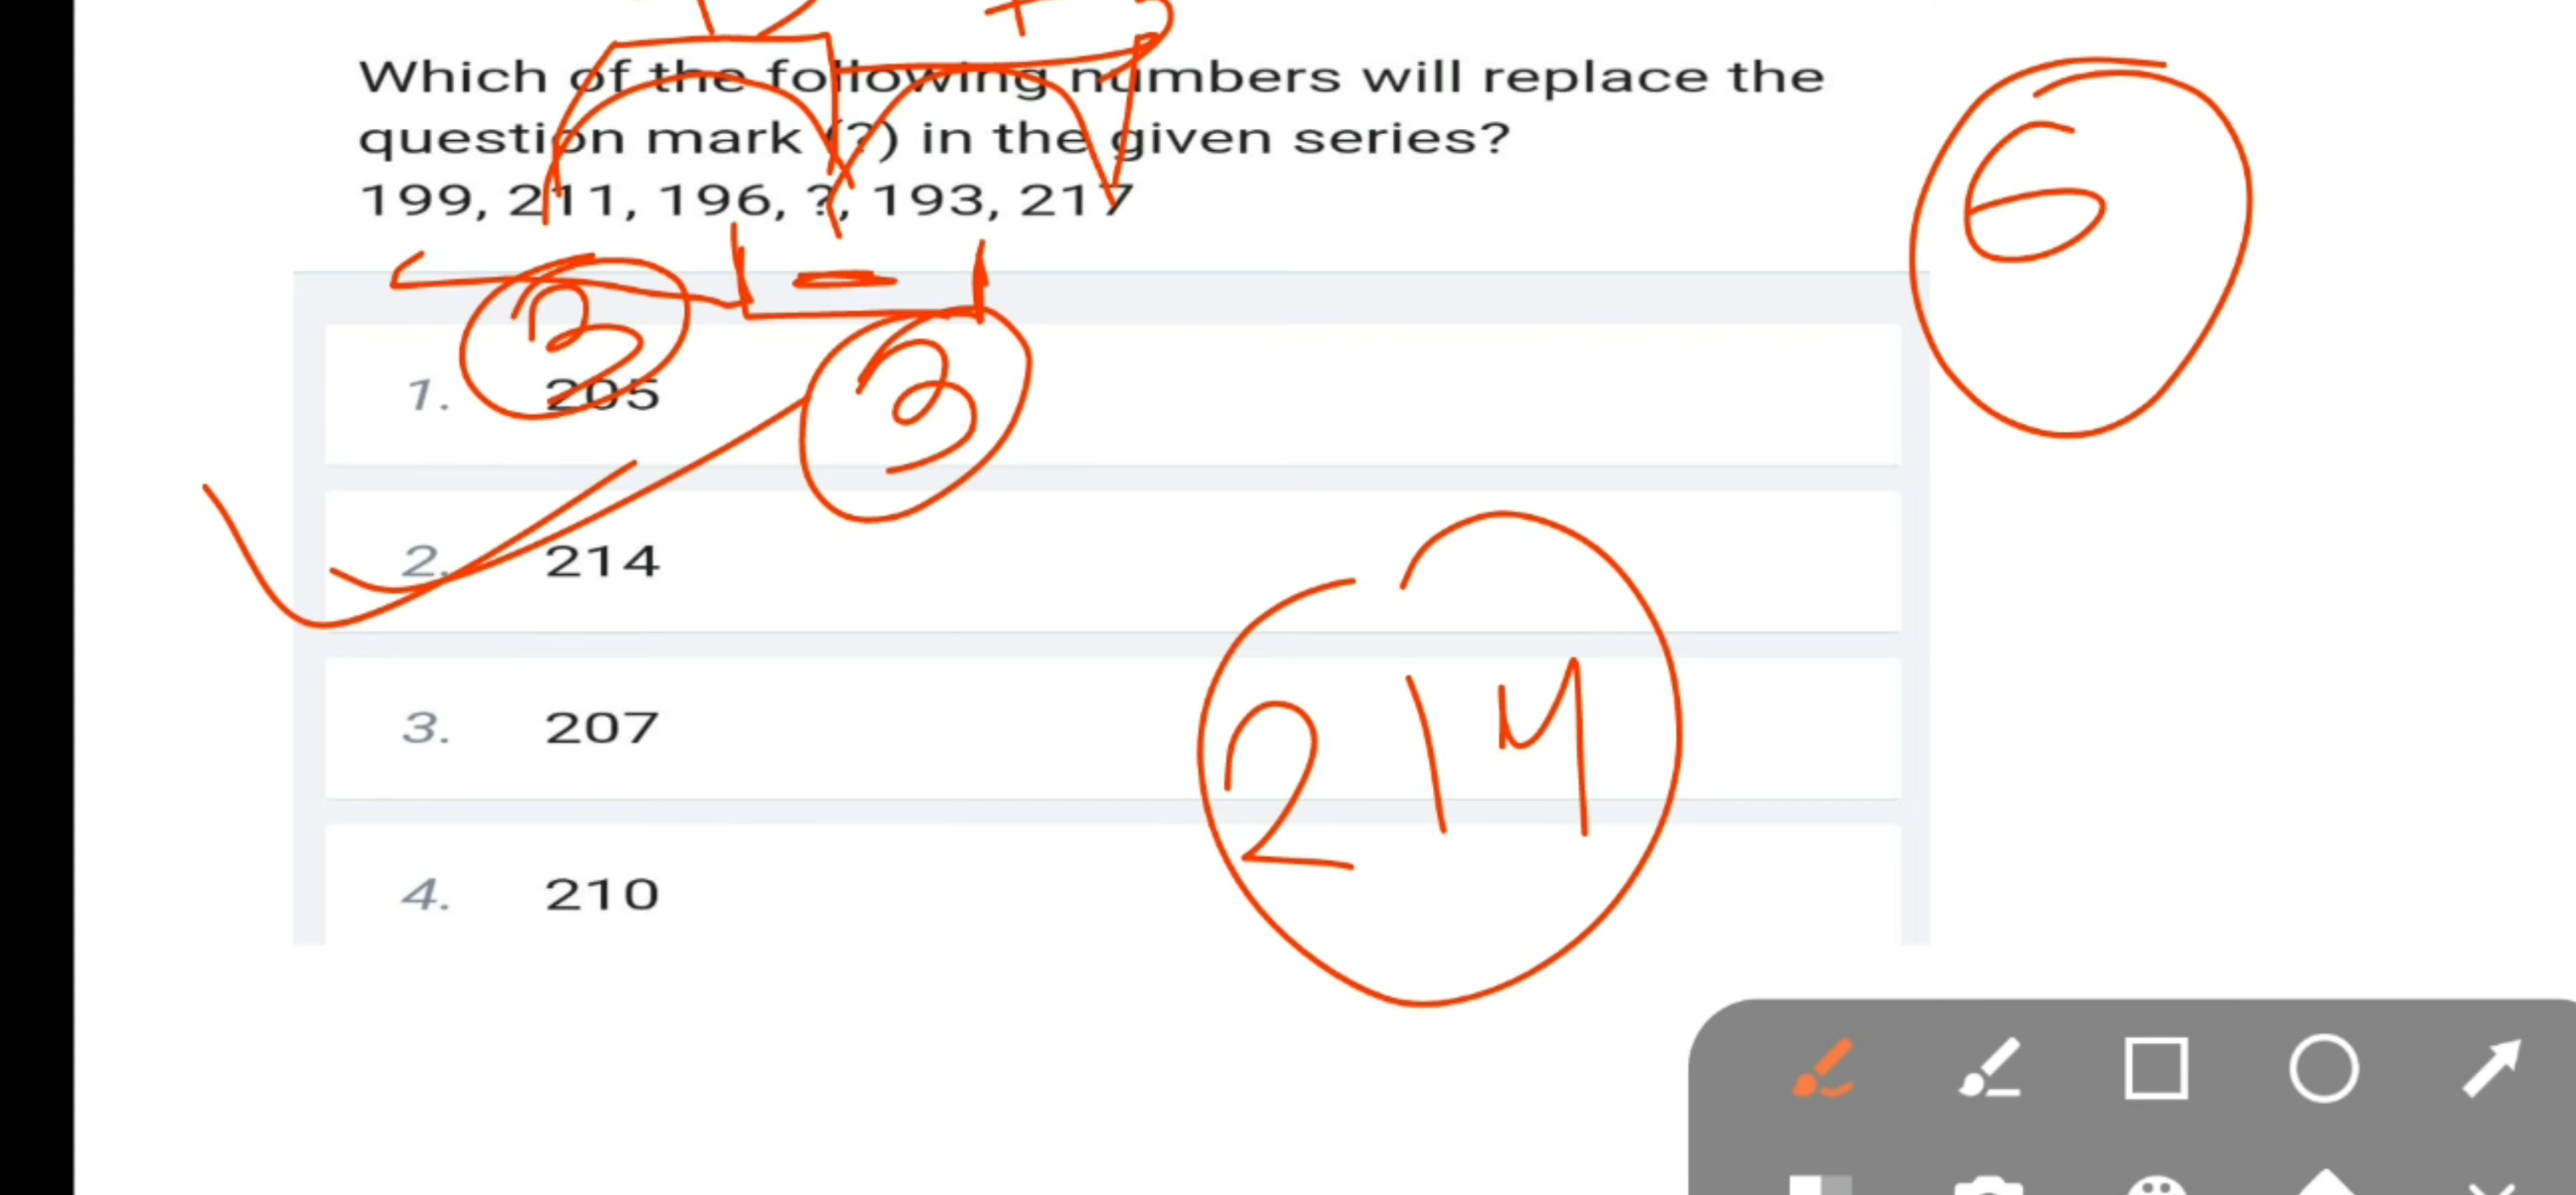 Which of the following numbers will replace the
question mark (?) in the given series?
199, 211, 196, ?, 193, 217
6
3
3
1. 205
2. 214
3. 207
214
4. 210